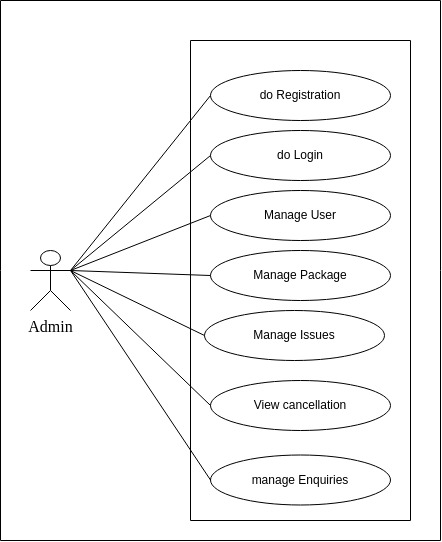 do Registration
do Login
Manage User
Manage Package
Manage Issues
View cancellation
manage Enquiries
Admin